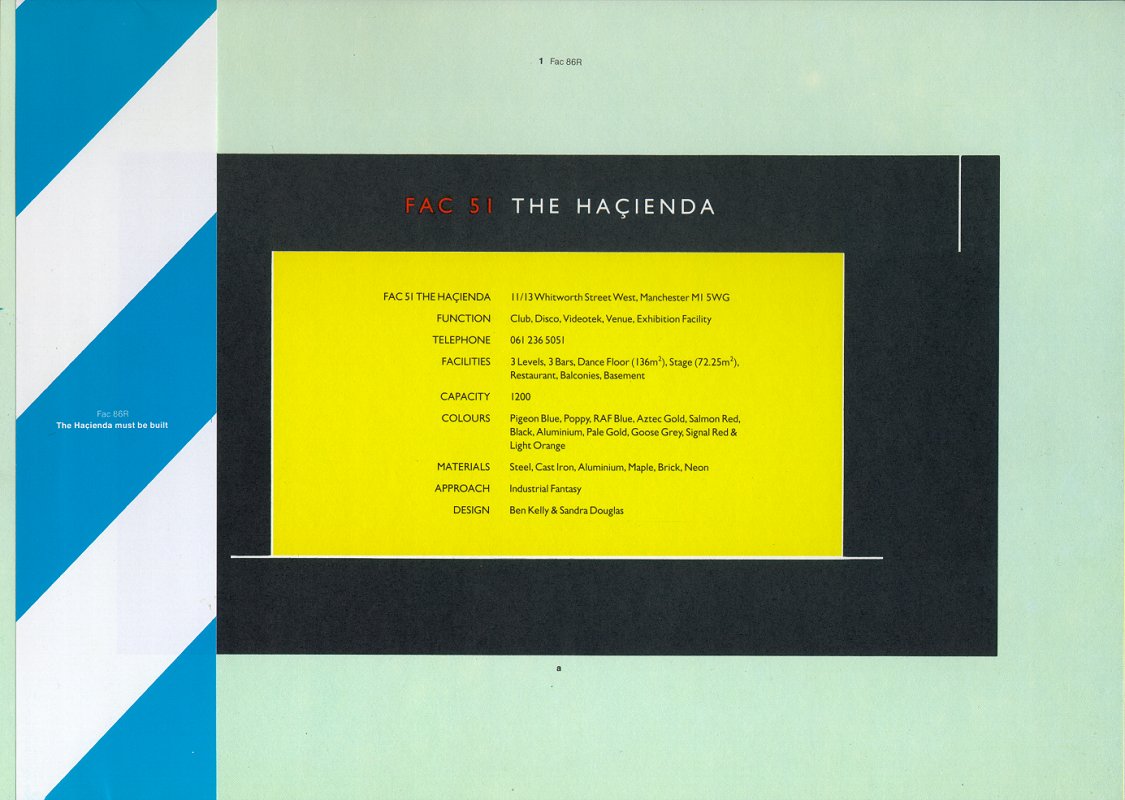 1 Fac 86R
FAC 51 THE HAÇIENDA
FAC 51 THE HAÇIENDA 11/13 Whitworth Street West, Manchester M1 5WG
FUNCTION Club, Disco, Videotek, Venue, Exhibition Facility
TELEPHONE 061 236 5051
FACILITIES 3 Levels, 3 Bars, Dance Floor (136m²), Stage (72.25m²),
Restaurant, Balconies, Basement
CAPACITY 1200
COLOURS Pigeon Blue, Poppy, RAF Blue, Aztec Gold, Salmon Red,
Black, Aluminium, Pale Gold, Goose Grey, Signal Red &
Light Orange
MATERIALS Steel, Cast Iron, Aluminium, Maple, Brick, Neon
APPROACH Industrial Fantasy
DESIGN Ben Kelly & Sandra Douglas
Fac 86R
The Haçienda must be built
a